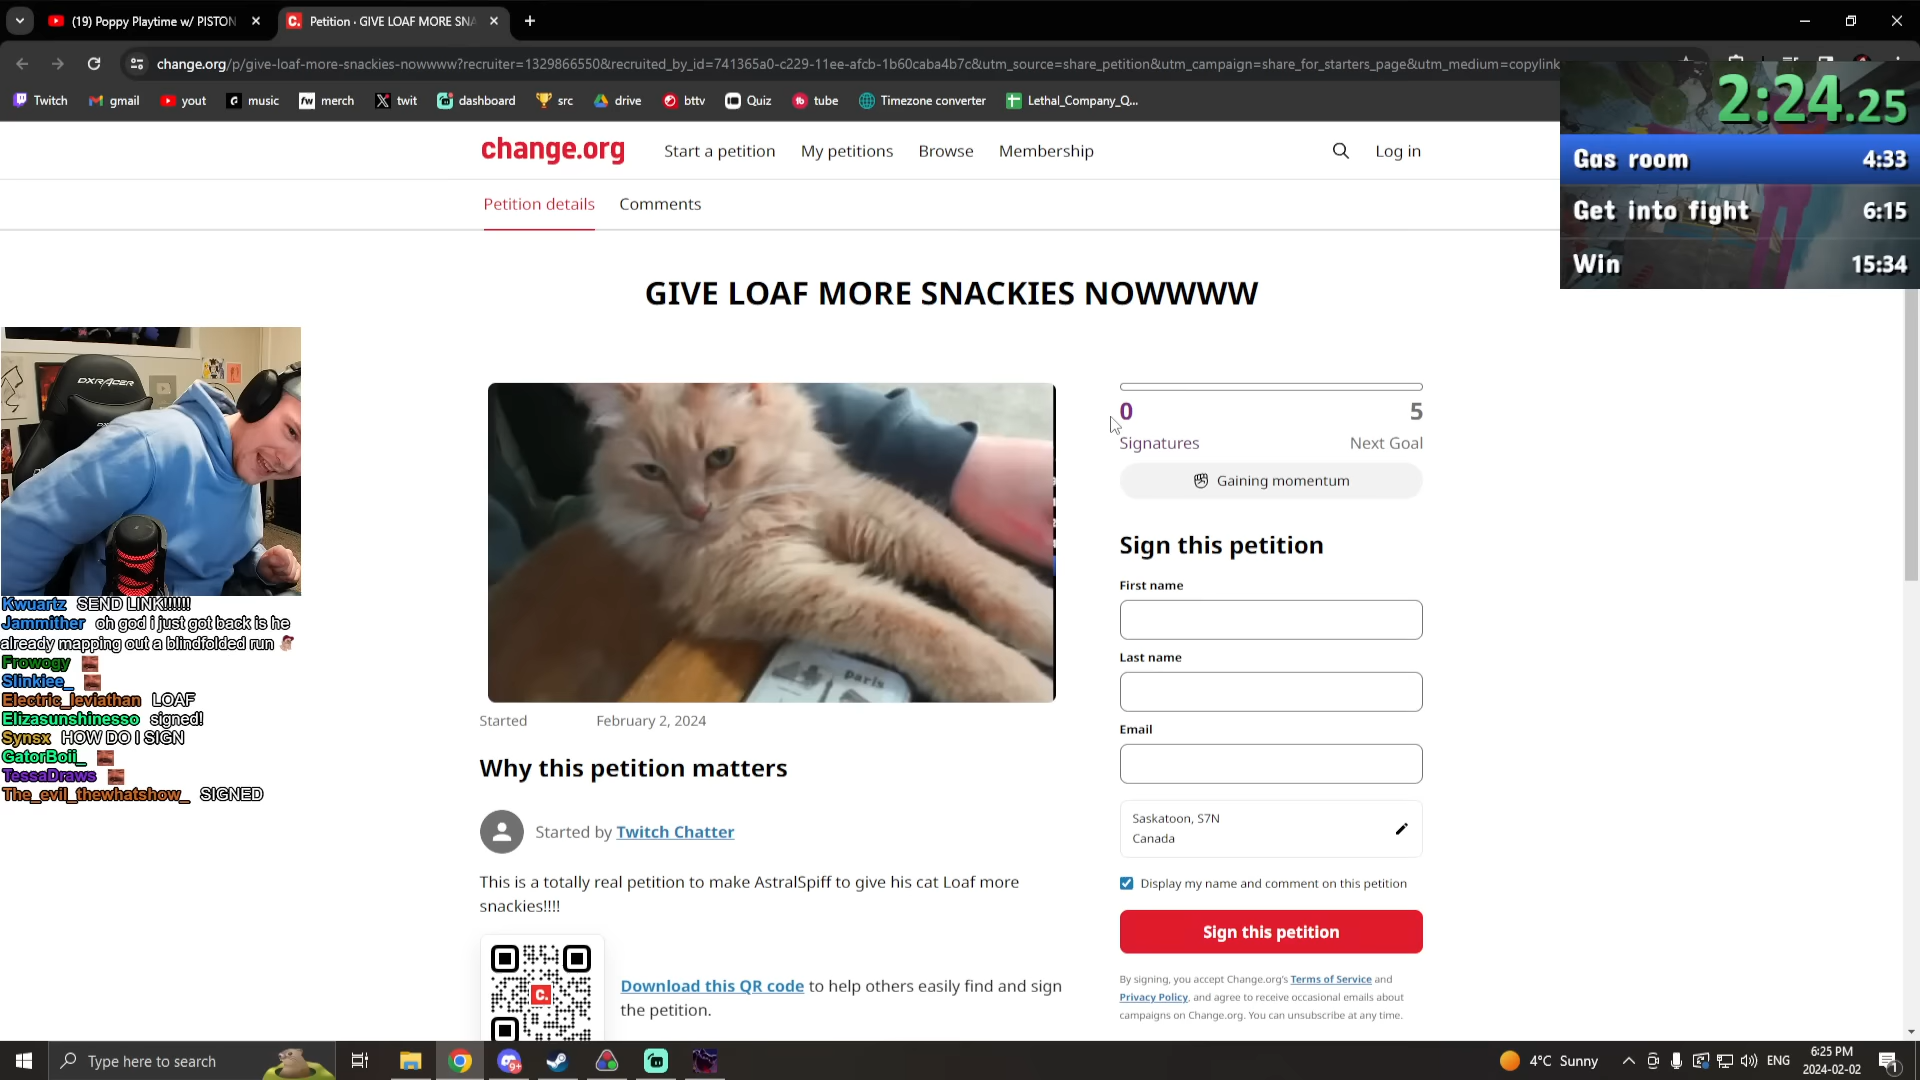 (19) Poppy Playtime w/ PISTON
Petition · GIVE LOAF MORE SNA
change.org/p/give-loaf-more-snackies-nowwww?recruiter=1329866550&recruited_by_id=741365a0-c229-11ee-afcb-1b60caba4b7c&utm_source=share_petition&utm_campaign=share_for_starters_page&utm_medium=copylink
Twitch gmail yout music merch twit dashboard src drive bttv Quiz tube Timezone converter Lethal_Company_Q...
2:24.25
Gas room 4:33
Get into fight 6:15
Win 15:34
change.org Start a petition My petitions Browse Membership Log in
Petition details Comments
GIVE LOAF MORE SNACKIES NOWWWW
DXRACER
paris
0 5
Signatures Next Goal
Gaining momentum
Sign this petition
First name
Last name
Email
Saskatoon, S7N
Canada
Display my name and comment on this petition
Sign this petition
By signing, you accept Change.org's Terms of Service and
Privacy Policy, and agree to receive occasional emails about
campaigns on Change.org. You can unsubscribe at any time.
Started February 2, 2024
Why this petition matters
Started by Twitch Chatter
This is a totally real petition to make AstralSpiff to give his cat Loaf more
snackies!!!!
Download this QR code to help others easily find and sign
the petition.
Kwuartz SEND LINK!!!!!!
Jammither oh god i just got back is he
already mapping out a blindfolded run
Frowogy
Slinkiee_
Electric_leviathan LOAF
Elizasunshinesso signed!
Synsx HOW DO I SIGN
GatorBoii_
TessaDraws
The_evil_thewhatshow_ SIGNED
Type here to search
4°C Sunny
ENG
6:25 PM
2024-02-02